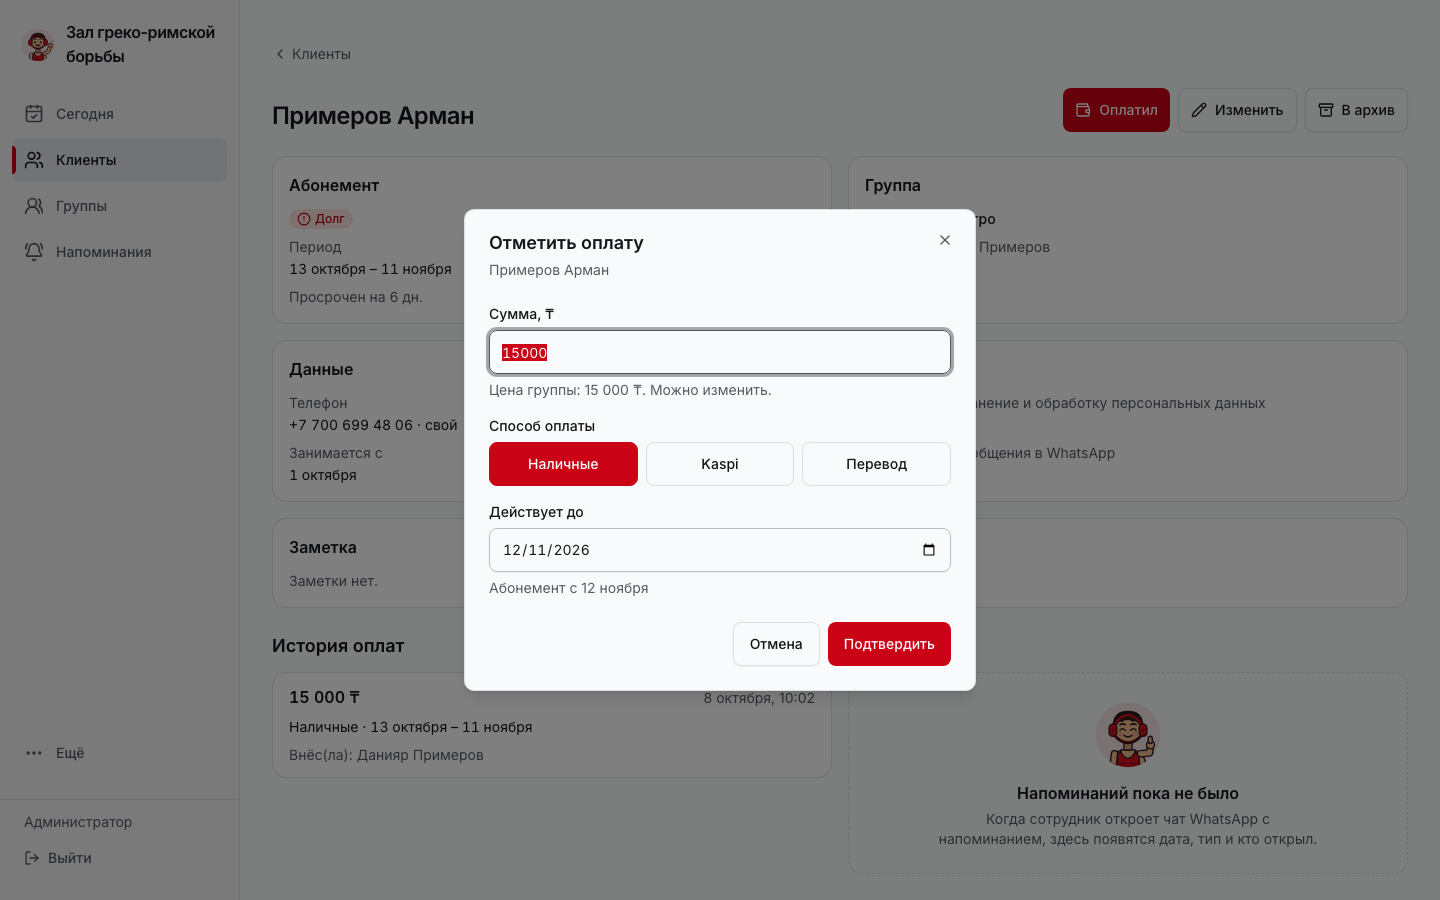 Зал греко-римской
борьбы
Сегодня
Клиенты
Группы
Напоминания
Ещё
Администратор
Выйти
Клиенты
Примеров Арман
Оплатил
Изменить
В архив
Абонемент
Долг
Период
13 октября – 11 ноября
Просрочен на 6 дн.
Группа
Примеров
Данные
Телефон
+7 700 699 48 06 · свой
Занимается с
1 октября
и обработку персональных данных
в WhatsApp
Заметка
Заметки нет.
Отметить оплату
Примеров Арман
Сумма, ₸
15000
Цена группы: 15 000 ₸. Можно изменить.
Способ оплаты
Наличные
Kaspi
Перевод
Действует до
12/11/2026
Абонемент с 12 ноября
Отмена
Подтвердить
История оплат
15 000 ₸
8 октября, 10:02
Наличные · 13 октября – 11 ноября
Внёс(ла): Данияр Примеров
Напоминаний пока не было
Когда сотрудник откроет чат WhatsApp с
напоминанием, здесь появятся дата, тип и кто открыл.